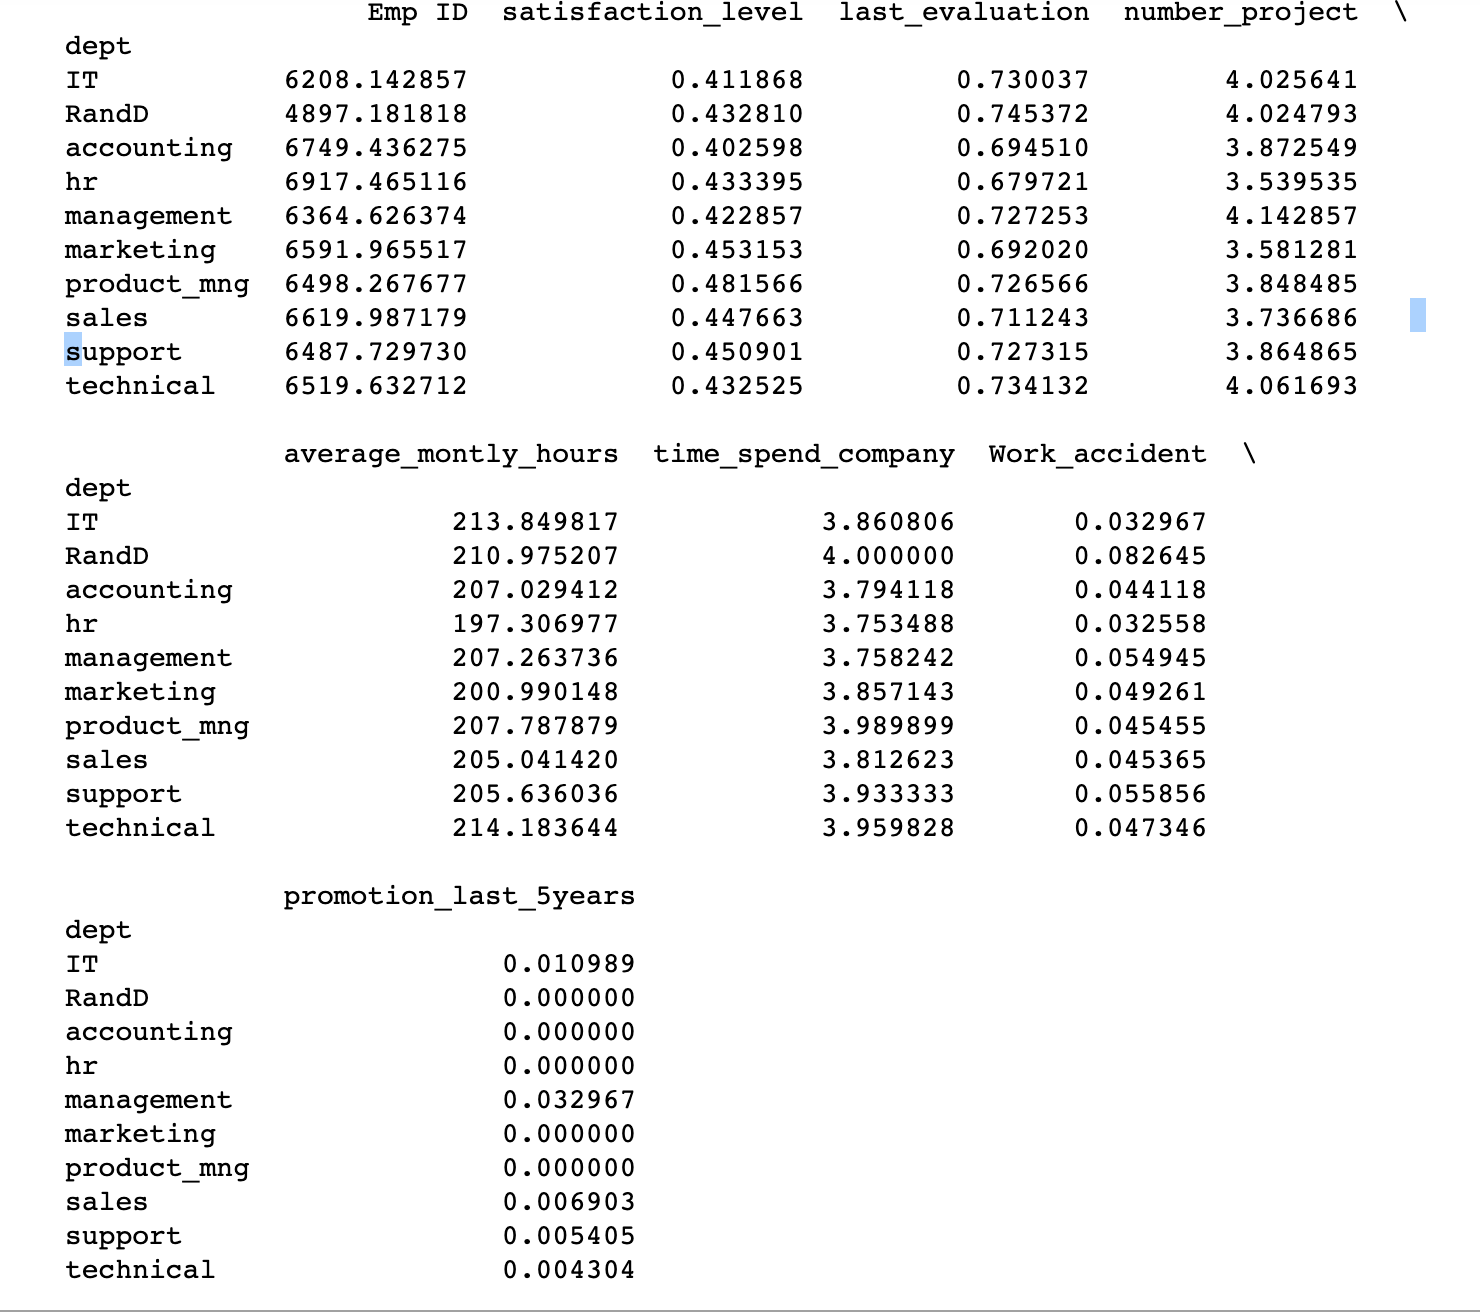 Emp ID  satisfaction_level  last_evaluation  number_project  \
dept
IT           6208.142857            0.411868         0.730037        4.025641
RandD        4897.181818            0.432810         0.745372        4.024793
accounting   6749.436275            0.402598         0.694510        3.872549
hr           6917.465116            0.433395         0.679721        3.539535
management   6364.626374            0.422857         0.727253        4.142857
marketing    6591.965517            0.453153         0.692020        3.581281
product_mng  6498.267677            0.481566         0.726566        3.848485
sales        6619.987179            0.447663         0.711243        3.736686
support      6487.729730            0.450901         0.727315        3.864865
technical    6519.632712            0.432525         0.734132        4.061693
average_montly_hours  time_spend_company  Work_accident  \
dept
IT                     213.849817            3.860806       0.032967
RandD                  210.975207            4.000000       0.082645
accounting             207.029412            3.794118       0.044118
hr                     197.306977            3.753488       0.032558
management             207.263736            3.758242       0.054945
marketing              200.990148            3.857143       0.049261
product_mng            207.787879            3.989899       0.045455
sales                  205.041420            3.812623       0.045365
support                205.636036            3.933333       0.055856
technical              214.183644            3.959828       0.047346
promotion_last_5years
dept
IT                        0.010989
RandD                     0.000000
accounting                0.000000
hr                        0.000000
management                0.032967
marketing                 0.000000
product_mng               0.000000
sales                     0.006903
support                   0.005405
technical                 0.004304